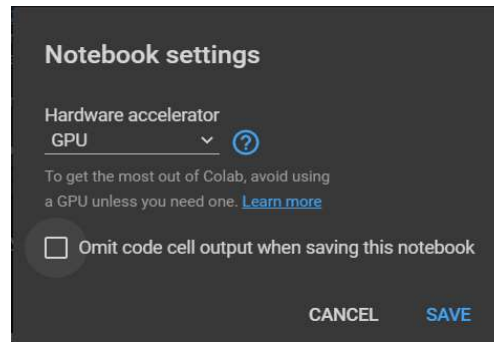 Notebook settings
Hardware accelerator
GPU
?
To get the most out of Colab, avoid using
a GPU unless you need one. Learn more
Omit code cell output when saving this notebook
CANCEL SAVE